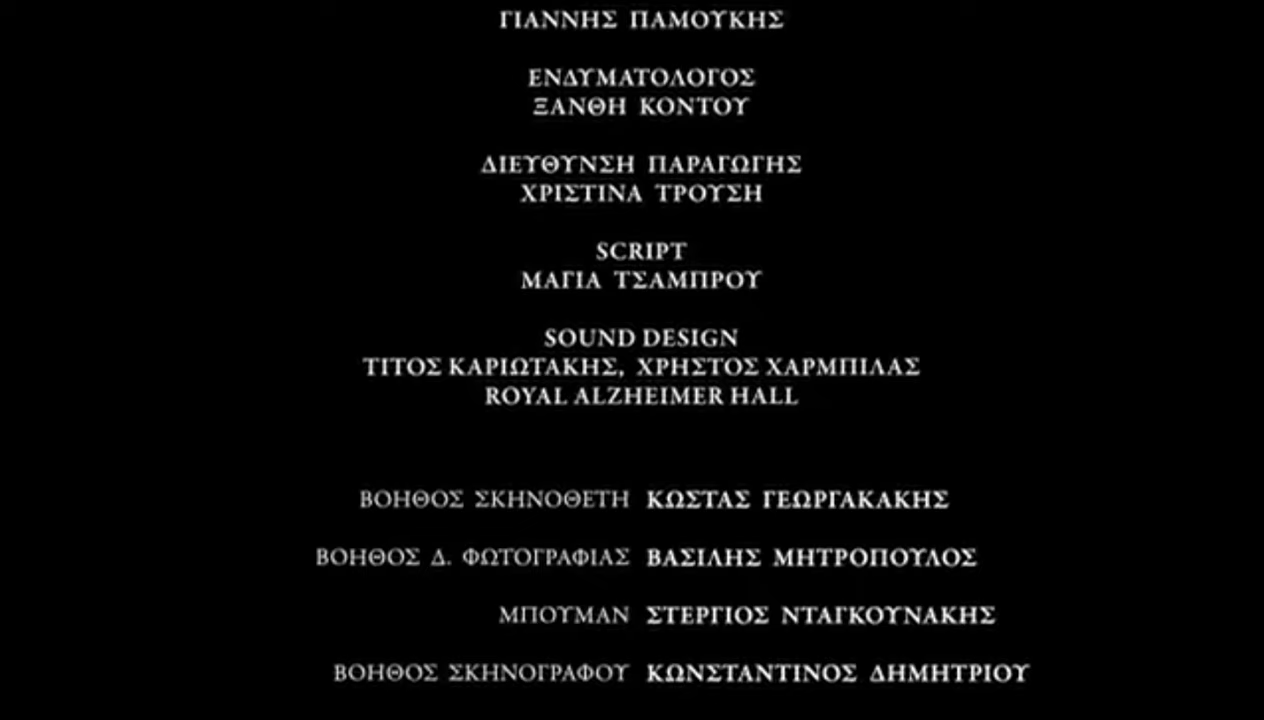 ΓΙΑΝΝΗΣ ΠΑΜΟΥΚΗΣ
ΕΝΔΥΜΑΤΟΛΟΓΟΣ
ΞΑΝΘΗ ΚΟΝΤΟΥ
ΔΙΕΥΘΥΝΣΗ ΠΑΡΑΓΩΓΗΣ
ΧΡΙΣΤΙΝΑ ΤΡΟΥΣΗ
SCRIPT
ΜΑΓΙΑ ΤΣΑΜΠΡΟΥ
SOUND DESIGN
ΤΙΤΟΣ ΚΑΡΙΩΤΑΚΗΣ, ΧΡΗΣΤΟΣ ΧΑΡΜΠΙΛΑΣ
ROYAL ALZHEIMER HALL
ΒΟΗΘΟΣ ΣΚΗΝΟΘΕΤΗ ΚΩΣΤΑΣ ΓΕΩΡΓΑΚΑΚΗΣ
ΒΟΗΘΟΣ Δ. ΦΩΤΟΓΡΑΦΙΑΣ ΒΑΣΙΛΗΣ ΜΗΤΡΟΠΟΥΛΟΣ
ΜΠΟΥΜΑΝ ΣΤΕΡΓΙΟΣ ΝΤΑΓΚΟΥΝΑΚΗΣ
ΒΟΗΘΟΣ ΣΚΗΝΟΓΡΑΦΟΥ ΚΩΝΣΤΑΝΤΙΝΟΣ ΔΗΜΗΤΡΙΟΥ